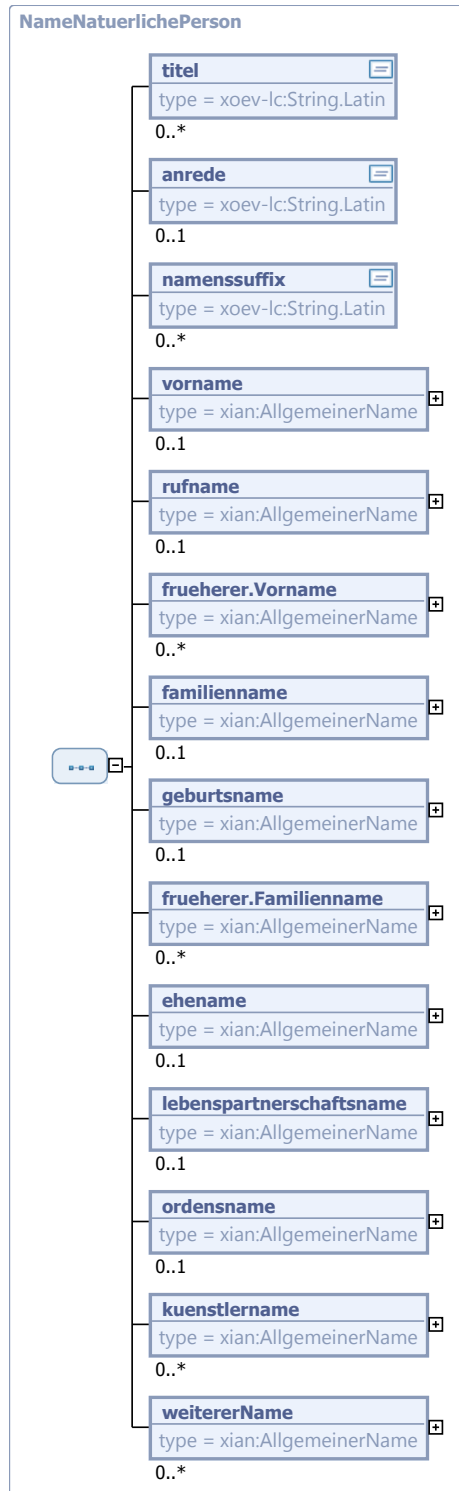 NameNatuerlichePerson
titel
type = xoev-lc:String.Latin
0..*
anrede
type = xoev-lc:String.Latin
0..1
namenssuffix
type = xoev-lc:String.Latin
0..*
vorname
type = xian:AllgemeinerName
0..1
rufname
type = xian:AllgemeinerName
0..1
frueherer.Vorname
type = xian:AllgemeinerName
0..*
familienname
type = xian:AllgemeinerName
0..1
geburtsname
type = xian:AllgemeinerName
0..1
frueherer.Familienname
type = xian:AllgemeinerName
0..*
ehename
type = xian:AllgemeinerName
0..1
lebenspartnerschaftsname
type = xian:AllgemeinerName
0..1
ordensname
type = xian:AllgemeinerName
0..1
kuenstlername
type = xian:AllgemeinerName
0..*
weitererName
type = xian:AllgemeinerName
0..*